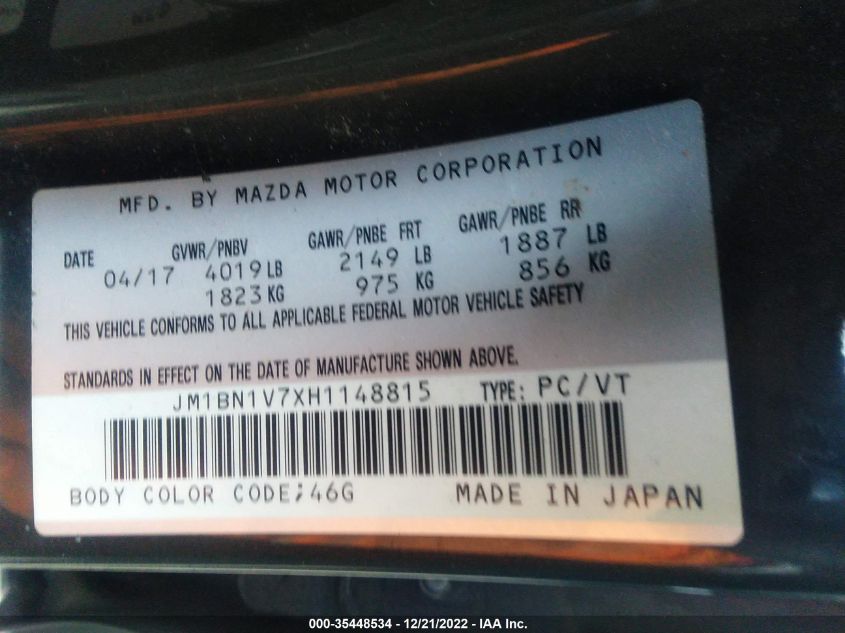 MFD. BY MAZDA MOTOR CORPORATION
DATE GVWR/PNBV GAWR/PNBE FRT GAWR/PNBE RR
04/17 4019 LB 2149 LB 1887 LB
1823 KG 975 KG 856 KG
THIS VEHICLE CONFORMS TO ALL APPLICABLE FEDERAL MOTOR VEHICLE SAFETY
STANDARDS IN EFFECT ON THE DATE OF MANUFACTURE SHOWN ABOVE.
JM1BN1V7XH1148815 TYPE: PC/VT
BODY COLOR CODE;46G MADE IN JAPAN
000-35448534 - 12/21/2022 - IAA Inc.